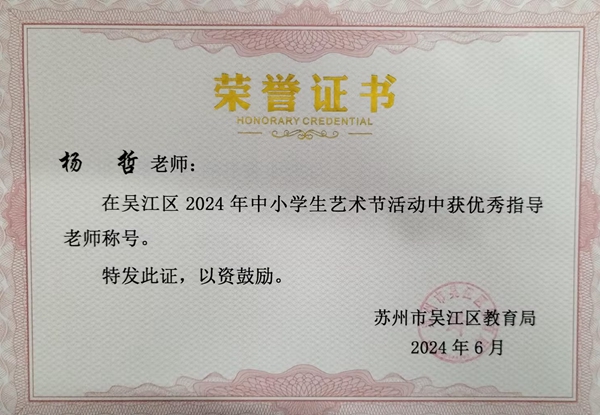 荣誉证书
HONORARY CREDENTIAL
杨 哲 老师：
在吴江区 2024 年中小学生艺术节活动中获优秀指导
老师称号。
特发此证，以资鼓励。
苏州市吴江区教育局
2024 年 6 月